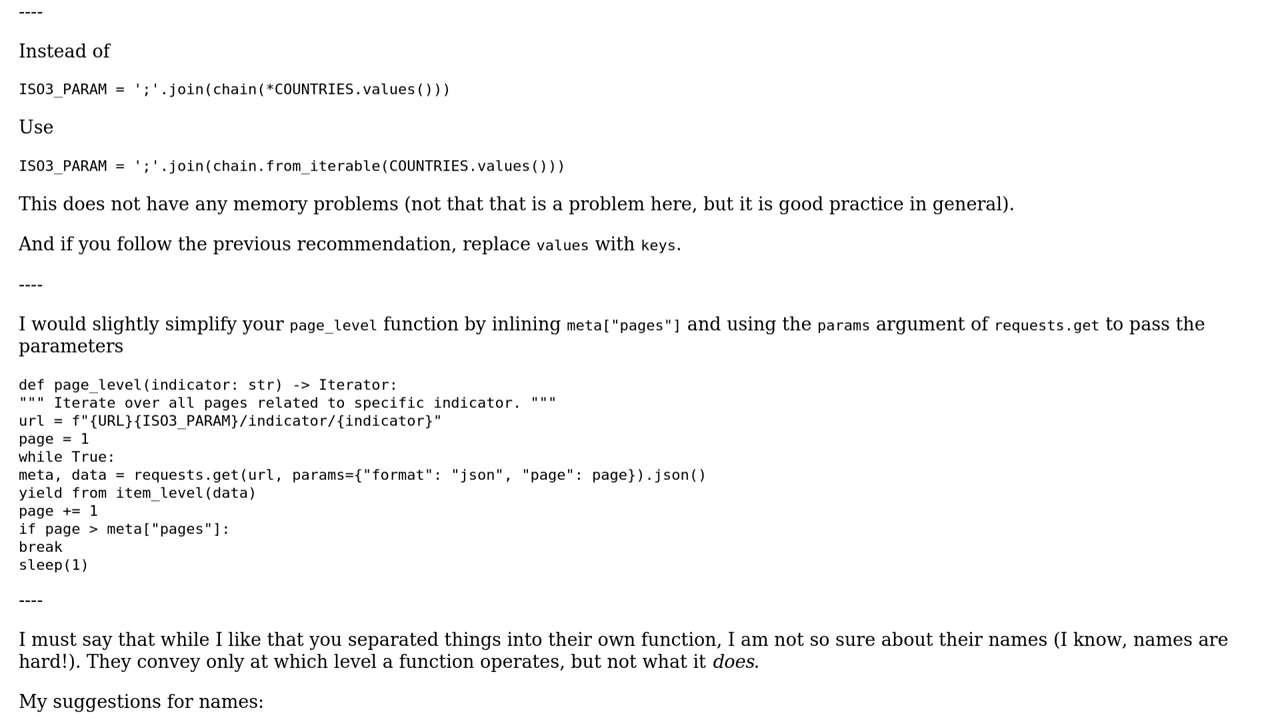 ----
Instead of
ISO3_PARAM = ';'.join(chain(*COUNTRIES.values()))
Use
ISO3_PARAM = ';'.join(chain.from_iterable(COUNTRIES.values()))
This does not have any memory problems (not that that is a problem here, but it is good practice in general).
And if you follow the previous recommendation, replace values with keys.
----
I would slightly simplify your page_level function by inlining meta["pages"] and using the params argument of requests.get to pass the
parameters
def page_level(indicator: str) -> Iterator:
""" Iterate over all pages related to specific indicator. """
url = f"{URL}{ISO3_PARAM}/indicator/{indicator}"
page = 1
while True:
meta, data = requests.get(url, params={"format": "json", "page": page}).json()
yield from item_level(data)
page += 1
if page > meta["pages"]:
break
sleep(1)
----
I must say that while I like that you separated things into their own function, I am not so sure about their names (I know, names are
hard!). They convey only at which level a function operates, but not what it does.
My suggestions for names: